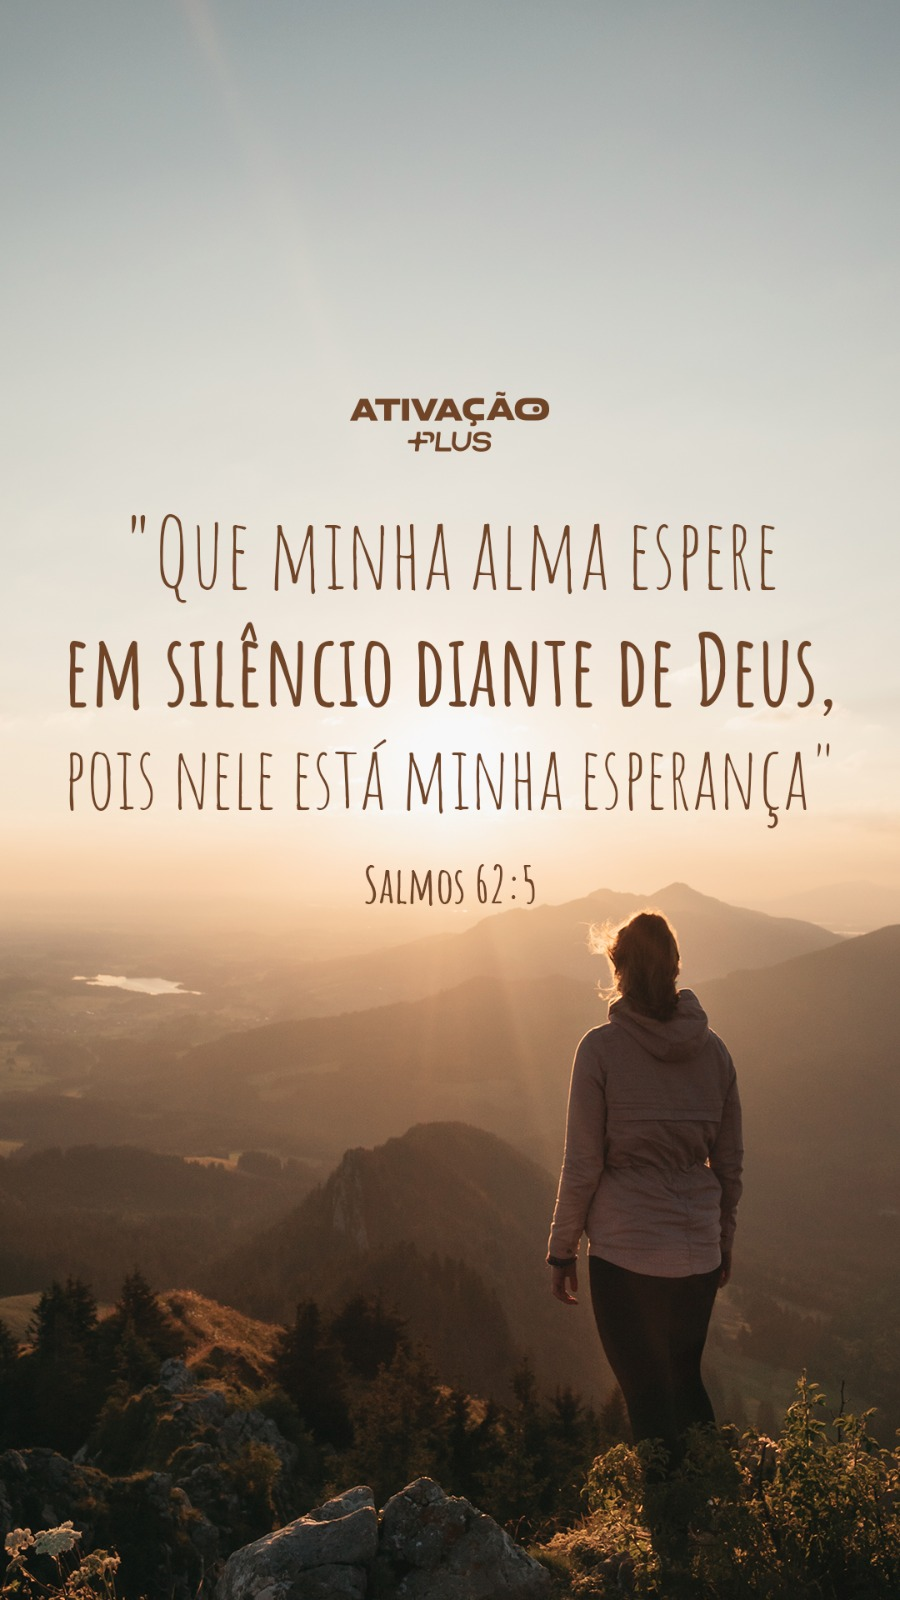 ATIVAÇÃO
+PLUS
"Que minha alma espere
em silêncio diante de Deus,
pois nele está minha esperança"
Salmos 62:5